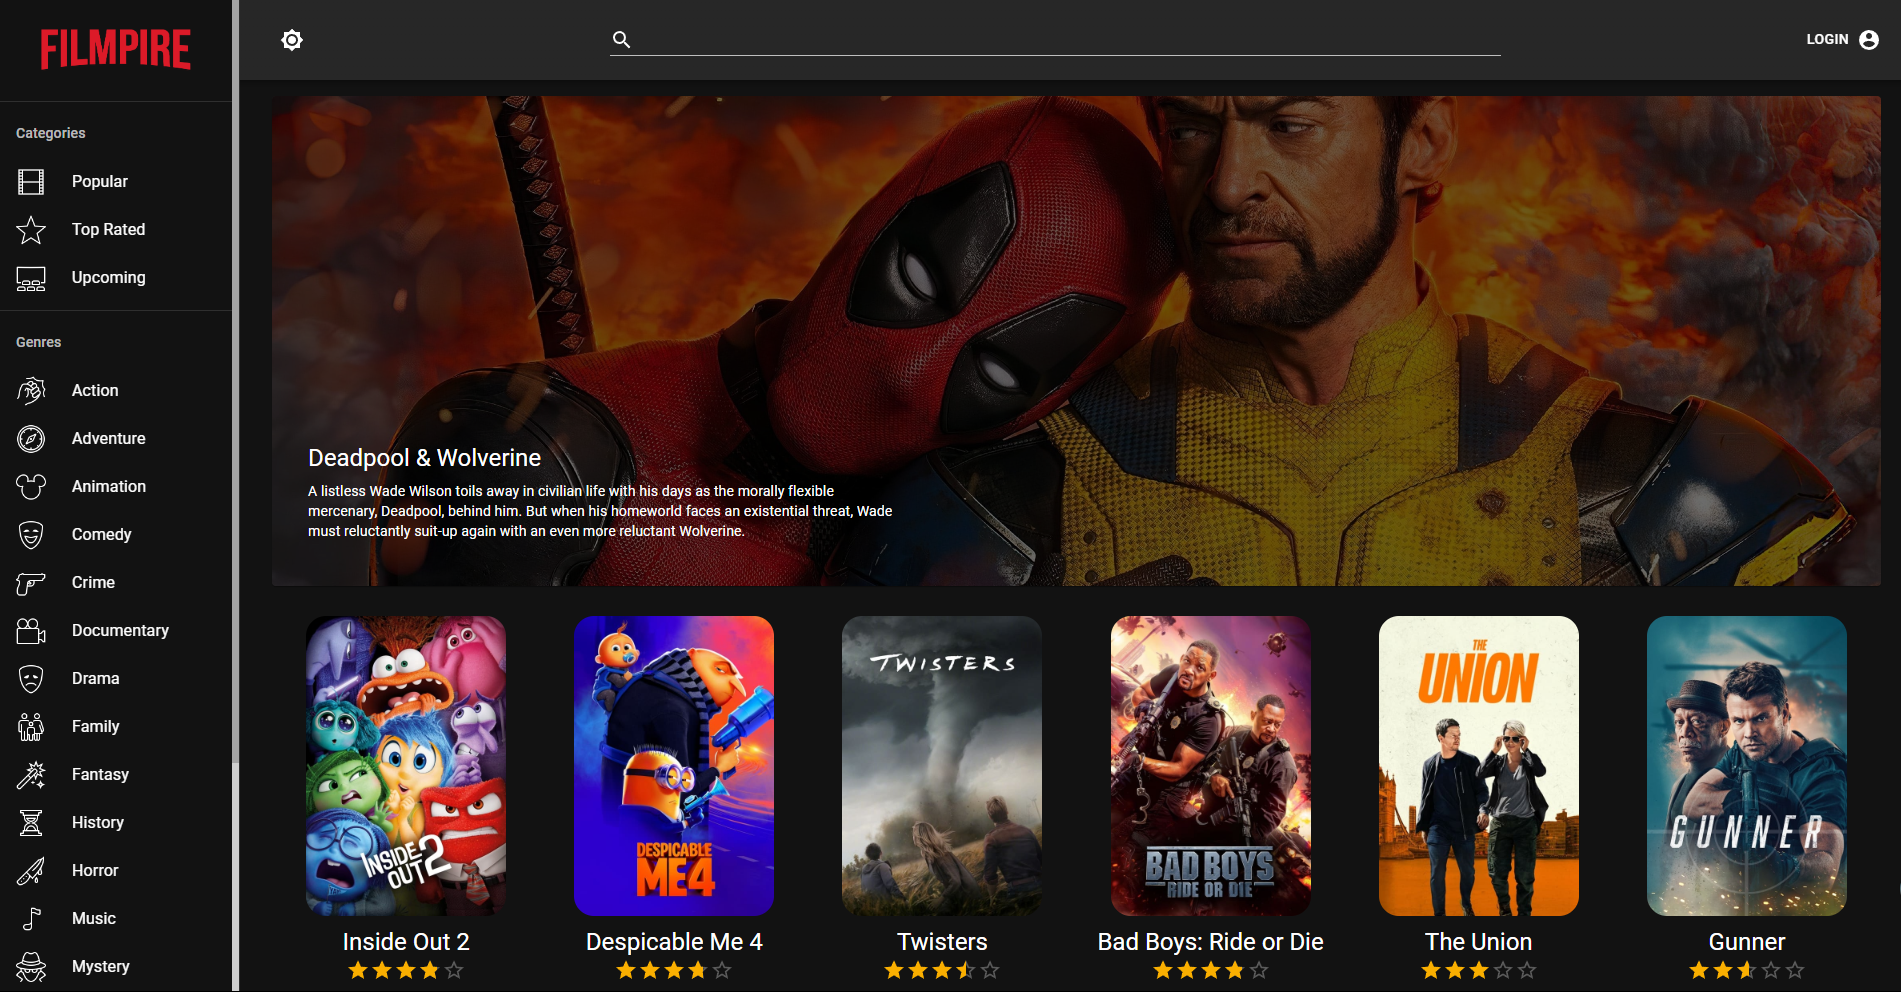 FILMPIRE
LOGIN
Categories
Popular
Top Rated
Upcoming
Genres
Action
Adventure
Animation
Comedy
Crime
Documentary
Drama
Family
Fantasy
History
Horror
Music
Mystery
Deadpool & Wolverine
A listless Wade Wilson toils away in civilian life with his days as the morally flexible
mercenary, Deadpool, behind him. But when his homeworld faces an existential threat, Wade
must reluctantly suit-up again with an even more reluctant Wolverine.
INSIDE
OUT 2
DESPICABLE
ME4
TWISTERS
BAD BOYS
RIDE OR DIE
THE
UNION
GUNNER
Inside Out 2
Despicable Me 4
Twisters
Bad Boys: Ride or Die
The Union
Gunner